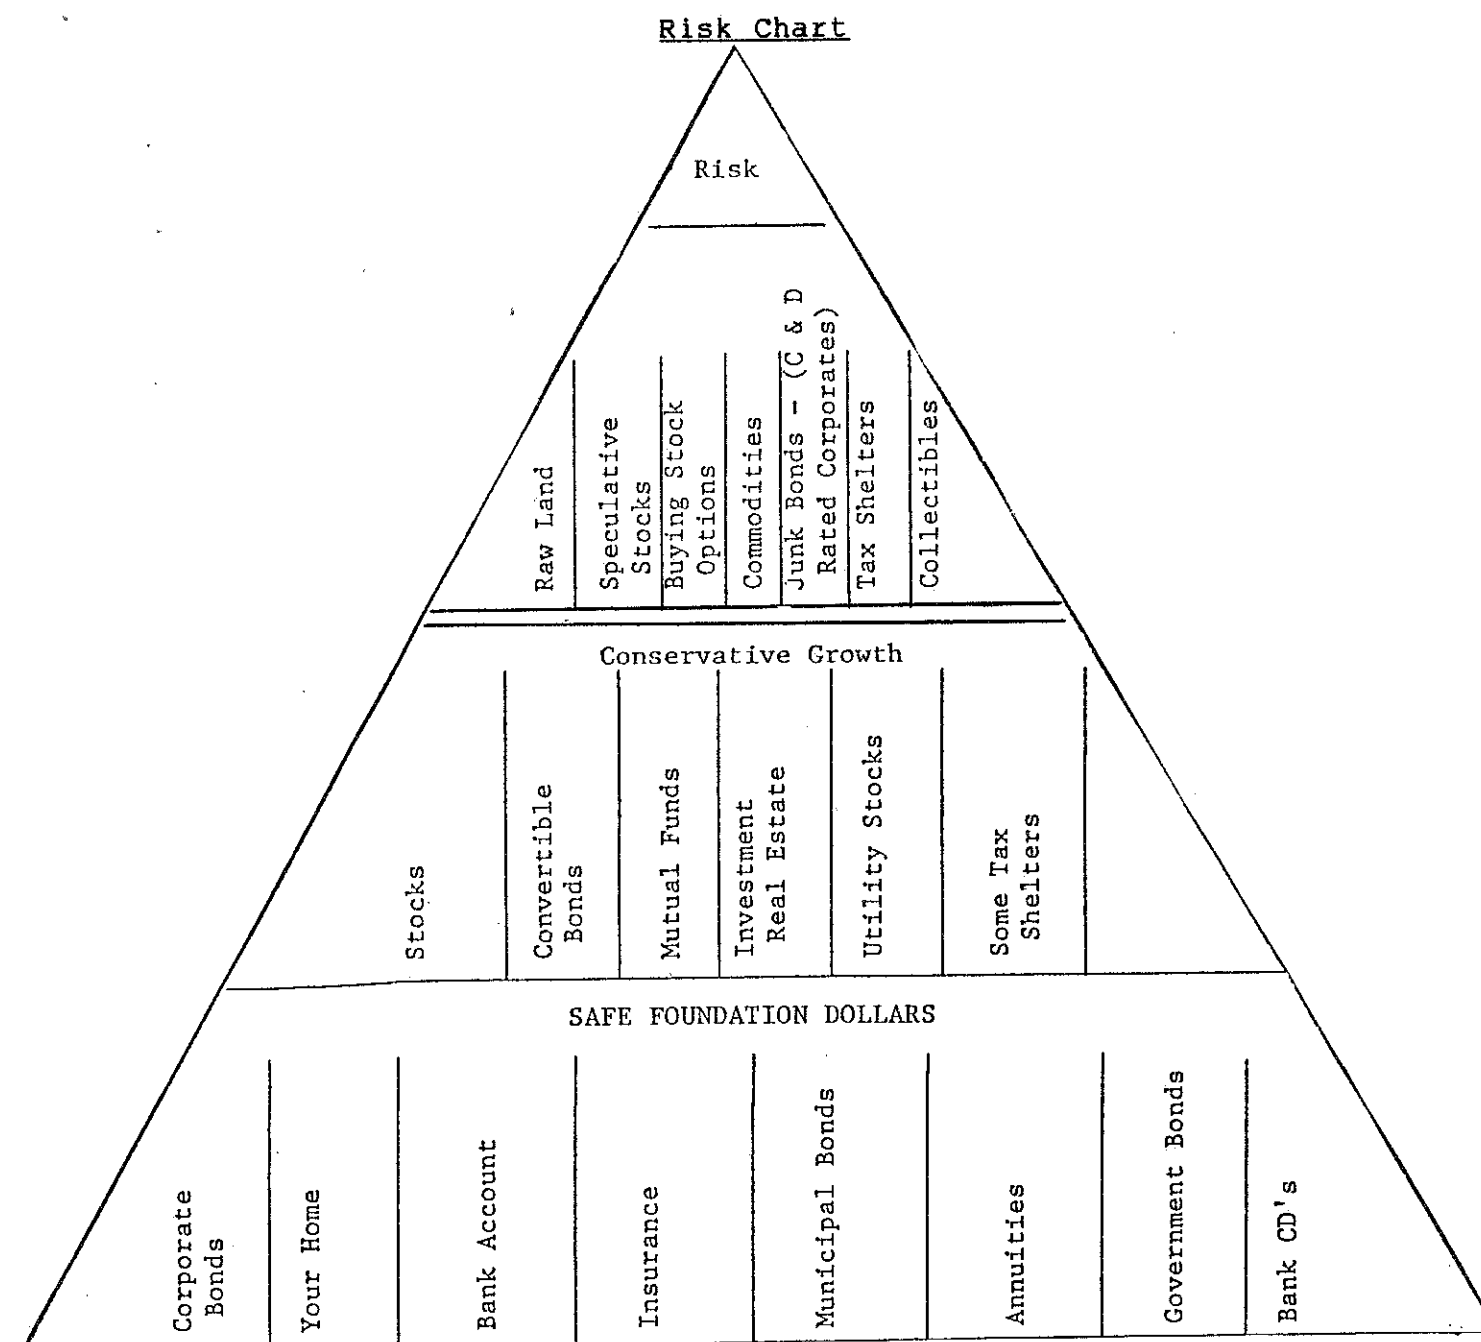 Risk Chart
Risk
Raw Land
Speculative
Stocks
Buying Stock
Options
Commodities
Junk Bonds - (C & D
Rated Corporates)
Tax Shelters
Collectibles
Conservative Growth
Stocks
Convertible
Bonds
Mutual Funds
Investment
Real Estate
Utility Stocks
Some Tax
Shelters
SAFE FOUNDATION DOLLARS
Corporate
Bonds
Your Home
Bank Account
Insurance
Municipal Bonds
Annuities
Government Bonds
Bank CD's